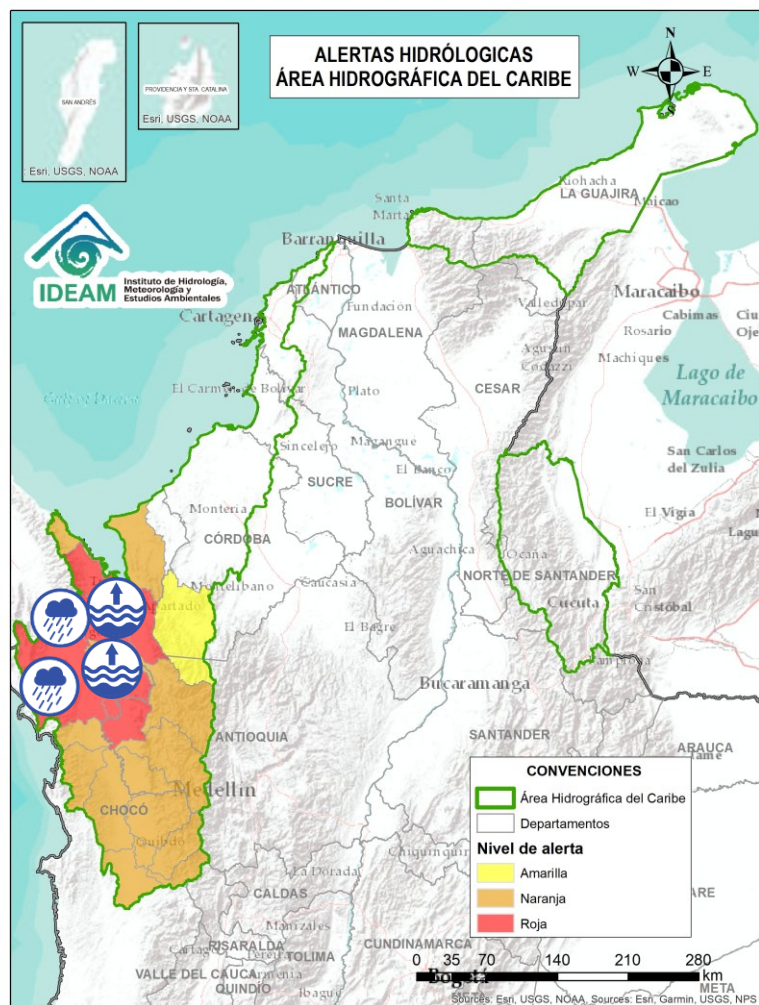 ALERTAS HIDRÓLOGICAS
ÁREA HIDROGRÁFICA DEL CARIBE
SAN ANDRÉS
Esri, USGS, NOAA
PROVIDENCIA Y STA. CATALINA
Esri, USGS, NOAA
N
W
E
S
IDEAM
Instituto de Hidrología,
Meteorología y
Estudios Ambientales
Riohacha
LA GUAJIRA
Maicao
Santa
Marta
Barranquilla
ATLÁNTICO
Fundación
Valledupar
Maracaibo
Cabimas
Cartagena
MAGDALENA
Rosario
Agustín
Codazzi
Machiques
El Carmen de Bolívar
Plato
CESAR
Lago de
Maracaibo
Sincelejo
Magangue
San Carlos
del Zulia
SUCRE
El Banco
BOLÍVAR
Montería
CÓRDOBA
El Vigía
Aguachica
Ocaña
Montelíbano
Caucasia
NORTE DE SANTANDER
San
Cristóbal
Cucuta
El Bagre
Pamplona
Bucaramanga
ANTIOQUIA
SANTANDER
ARAUCA
Medellín
CHOCÓ
Quibdó
La Dorada
CALDAS
Manizales
RISARALDA
Pereira
TOLIMA
CUNDINAMARCA
VALLE DEL CAUCA
Armenia
QUINDÍO
Ibagué
Bogotá
META
META
CONVENCIONES
Área Hidrográfica del Caribe
Departamentos
Nivel de alerta
Amarilla
Naranja
Roja
0 35 70 140 210 280
km
Sources: Esri, USGS, NOAA, Sources: Esri, Garmin, USGS, NPS